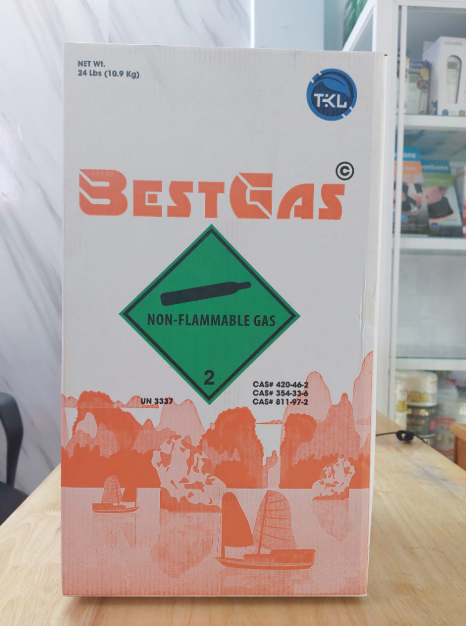 NET Wt.
24 Lbs (10.9 Kg)
TKL
©
BESTGAS
NON-FLAMMABLE GAS
2
CAS# 420-46-2
CAS# 354-33-6
CAS# 811-97-2
UN 3337